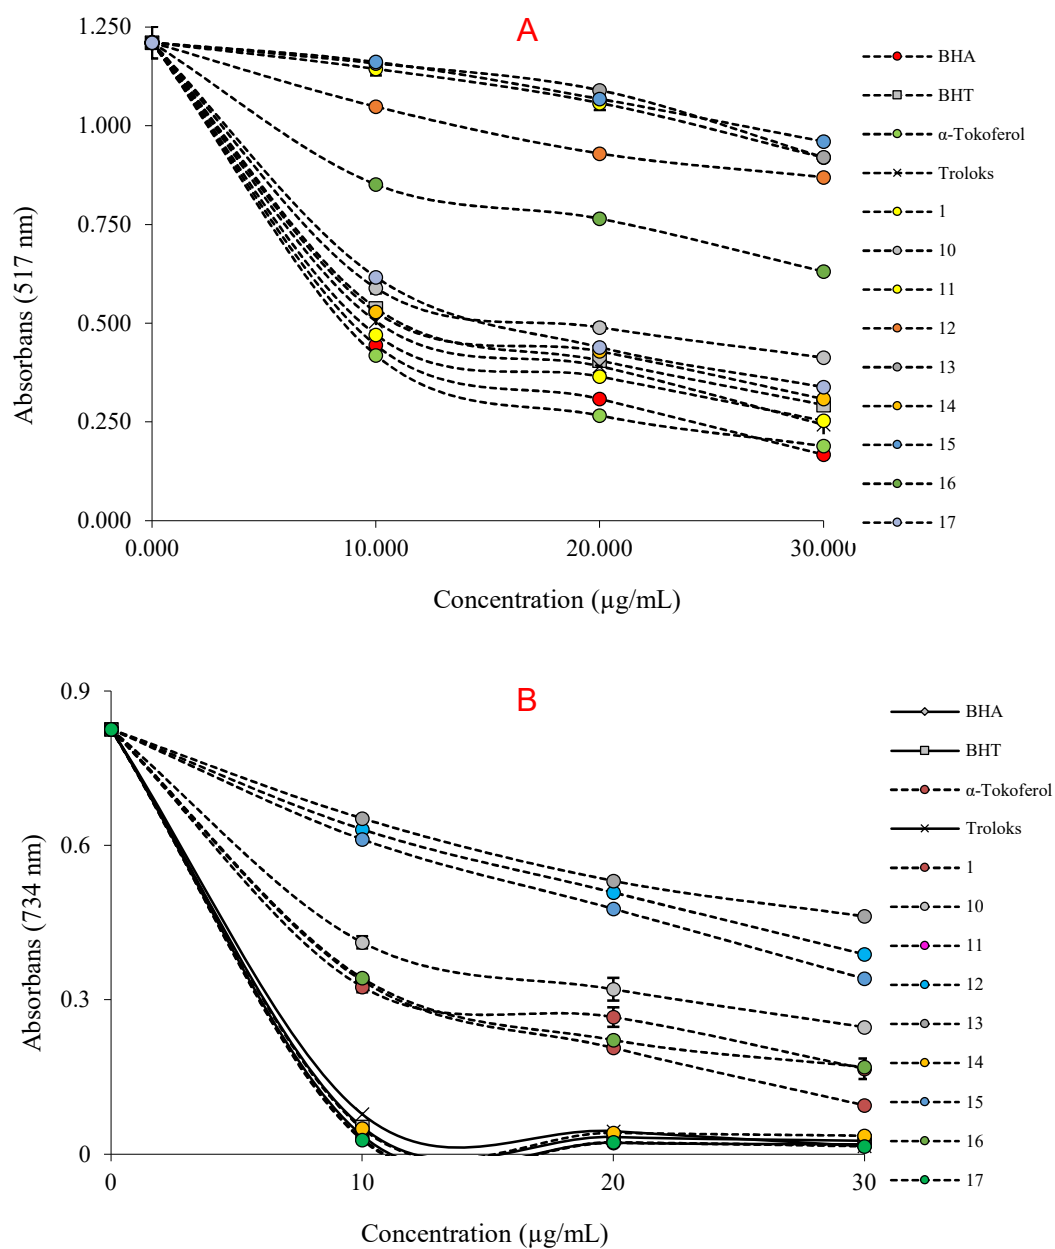 A
1.250
1.000
0.750
0.500
0.250
0.000
Absorbans (517 nm)
0.000 10.000 20.000 30.000
Concentration (µg/mL)
BHA
BHT
α-Tokoferol
Troloks
1
10
11
12
13
14
15
16
17
B
0.9
0.6
0.3
0
Absorbans (734 nm)
0 10 20 30
Concentration (µg/mL)
BHA
BHT
α-Tokoferol
Troloks
1
10
11
12
13
14
15
16
17